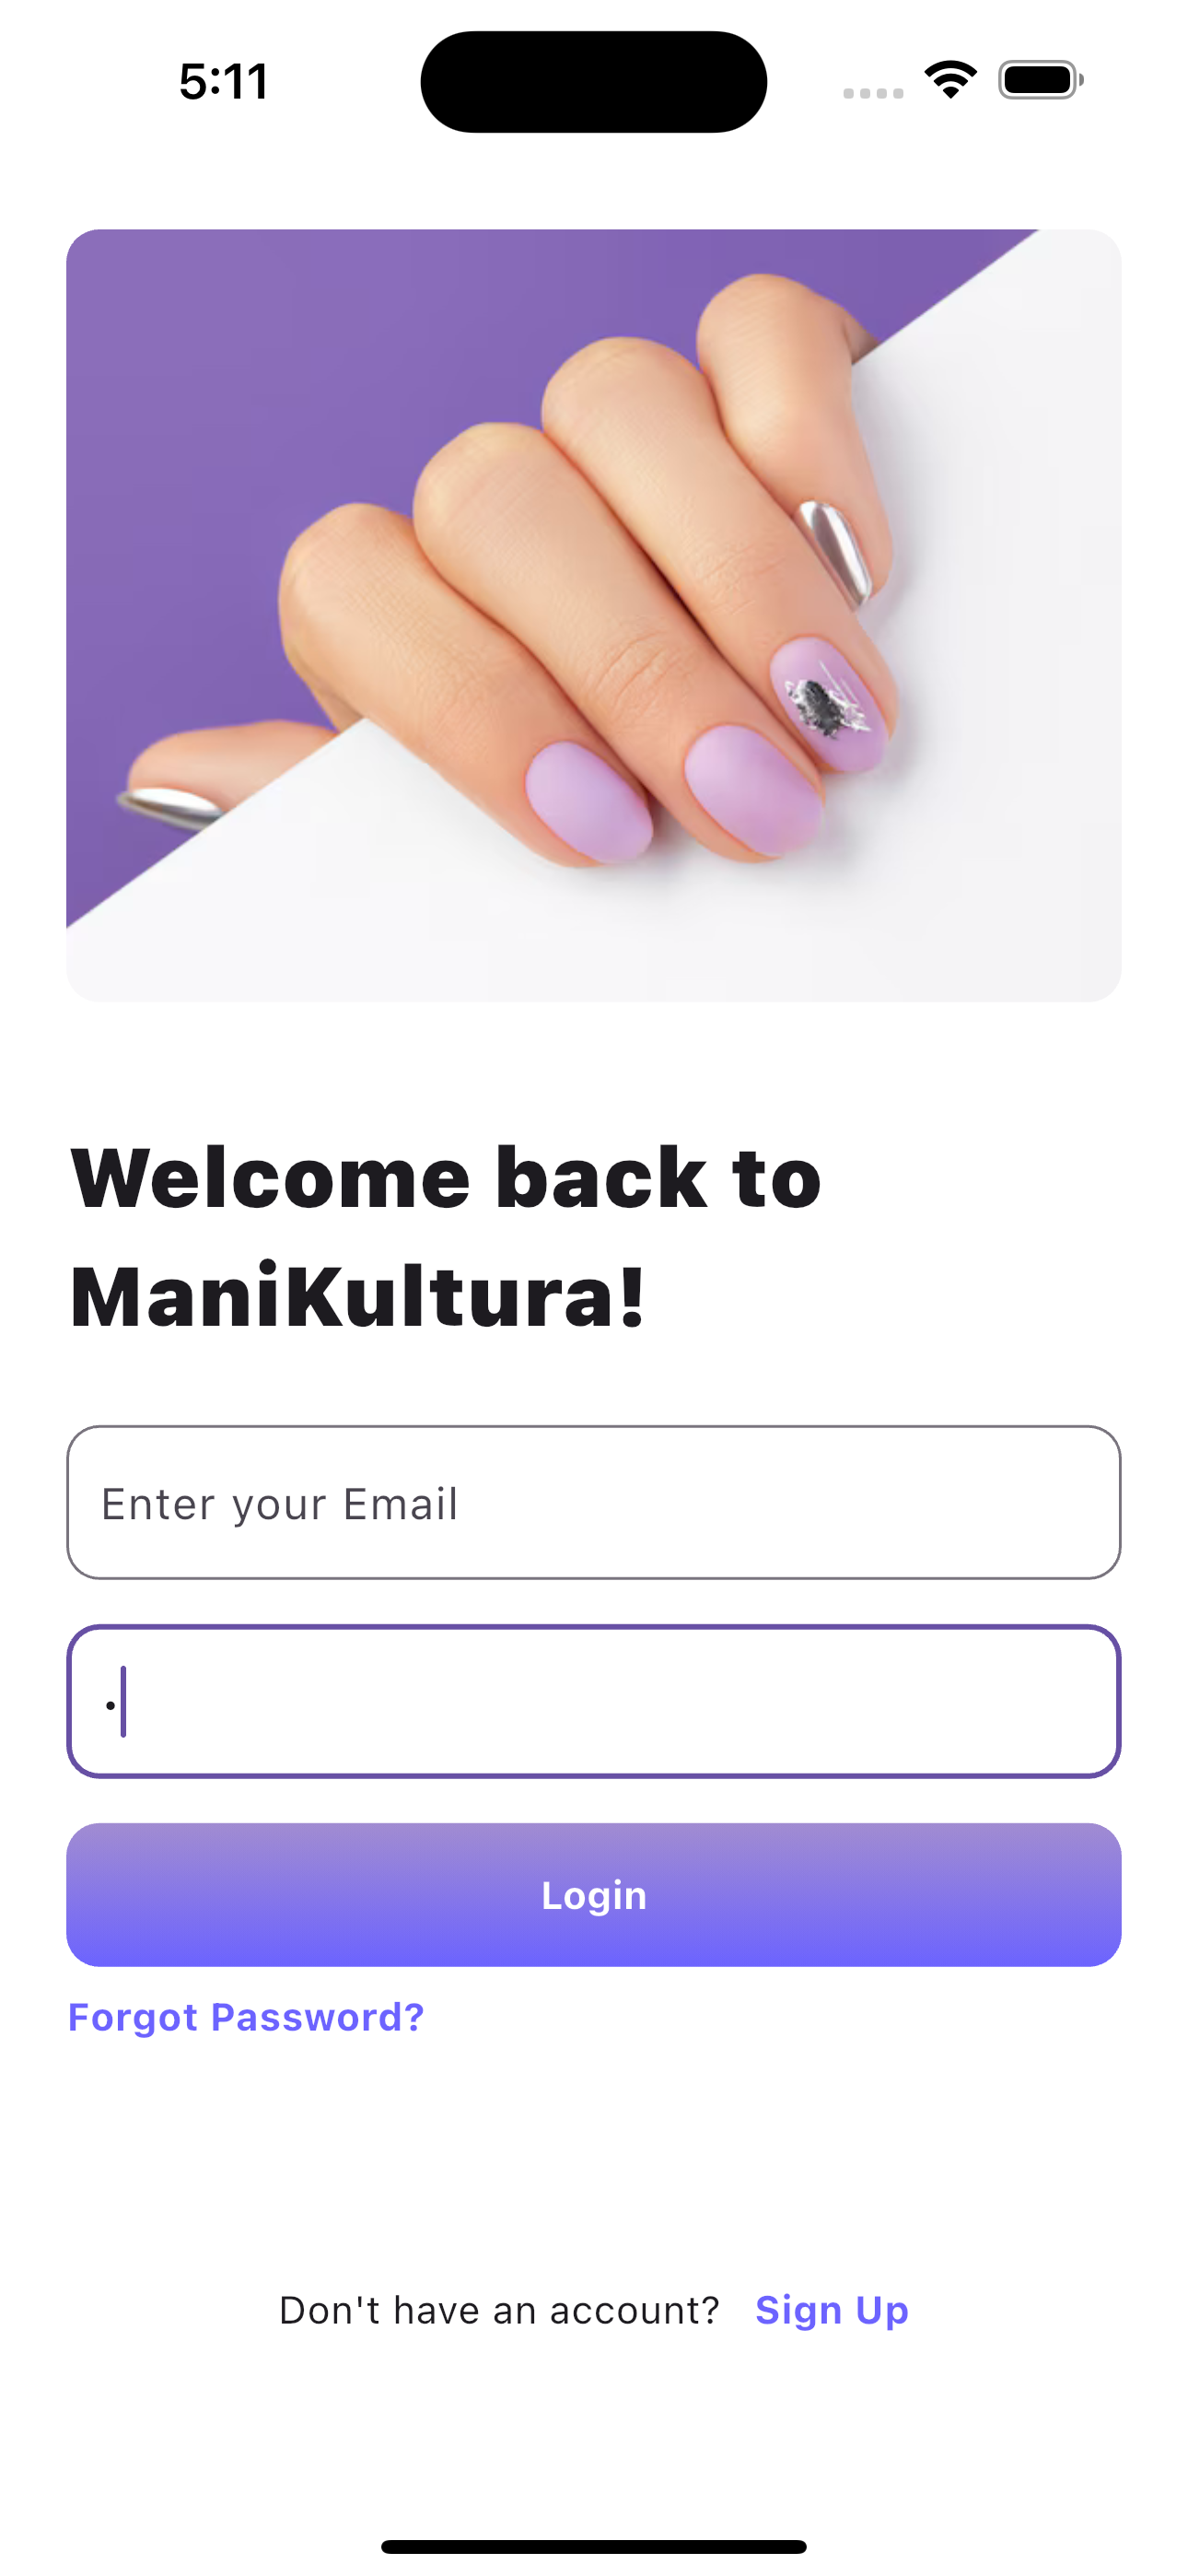 5:11
Welcome back to
ManiKultura!
Enter your Email
•
Login
Forgot Password?
Don't have an account? Sign Up